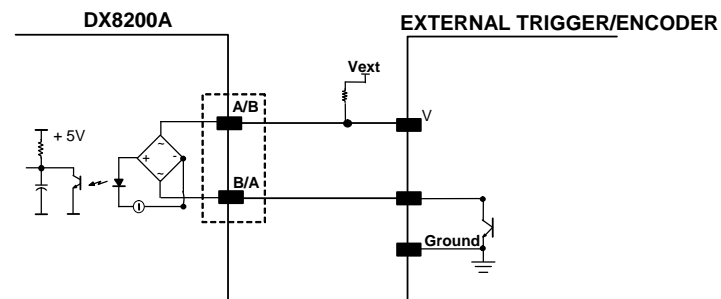 DX8200A
EXTERNAL TRIGGER/ENCODER
Vext
A/B
V
+ 5V
+ ~ - ~
B/A
I
Ground